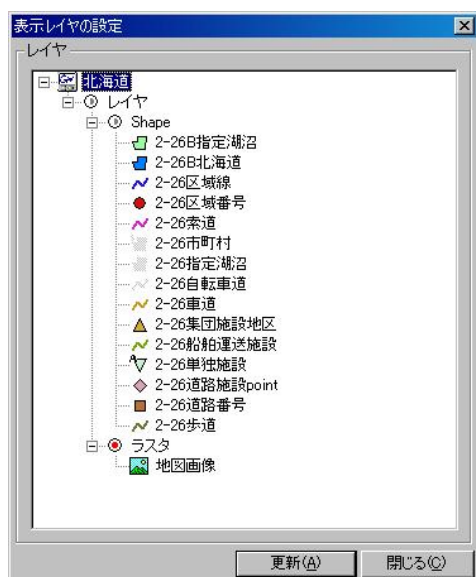 表示レイヤの設定
レイヤ
北海道
レイヤ
Shape
2-26B指定湖沼
2-26B北海道
2-26区域線
2-26区域番号
2-26索道
2-26市町村
2-26指定湖沼
2-26自転車道
2-26車道
2-26集団施設地区
2-26船舶運送施設
2-26単独施設
2-26道路施設point
2-26道路番号
2-26歩道
ラスタ
地図画像
更新(A) 閉じる(C)